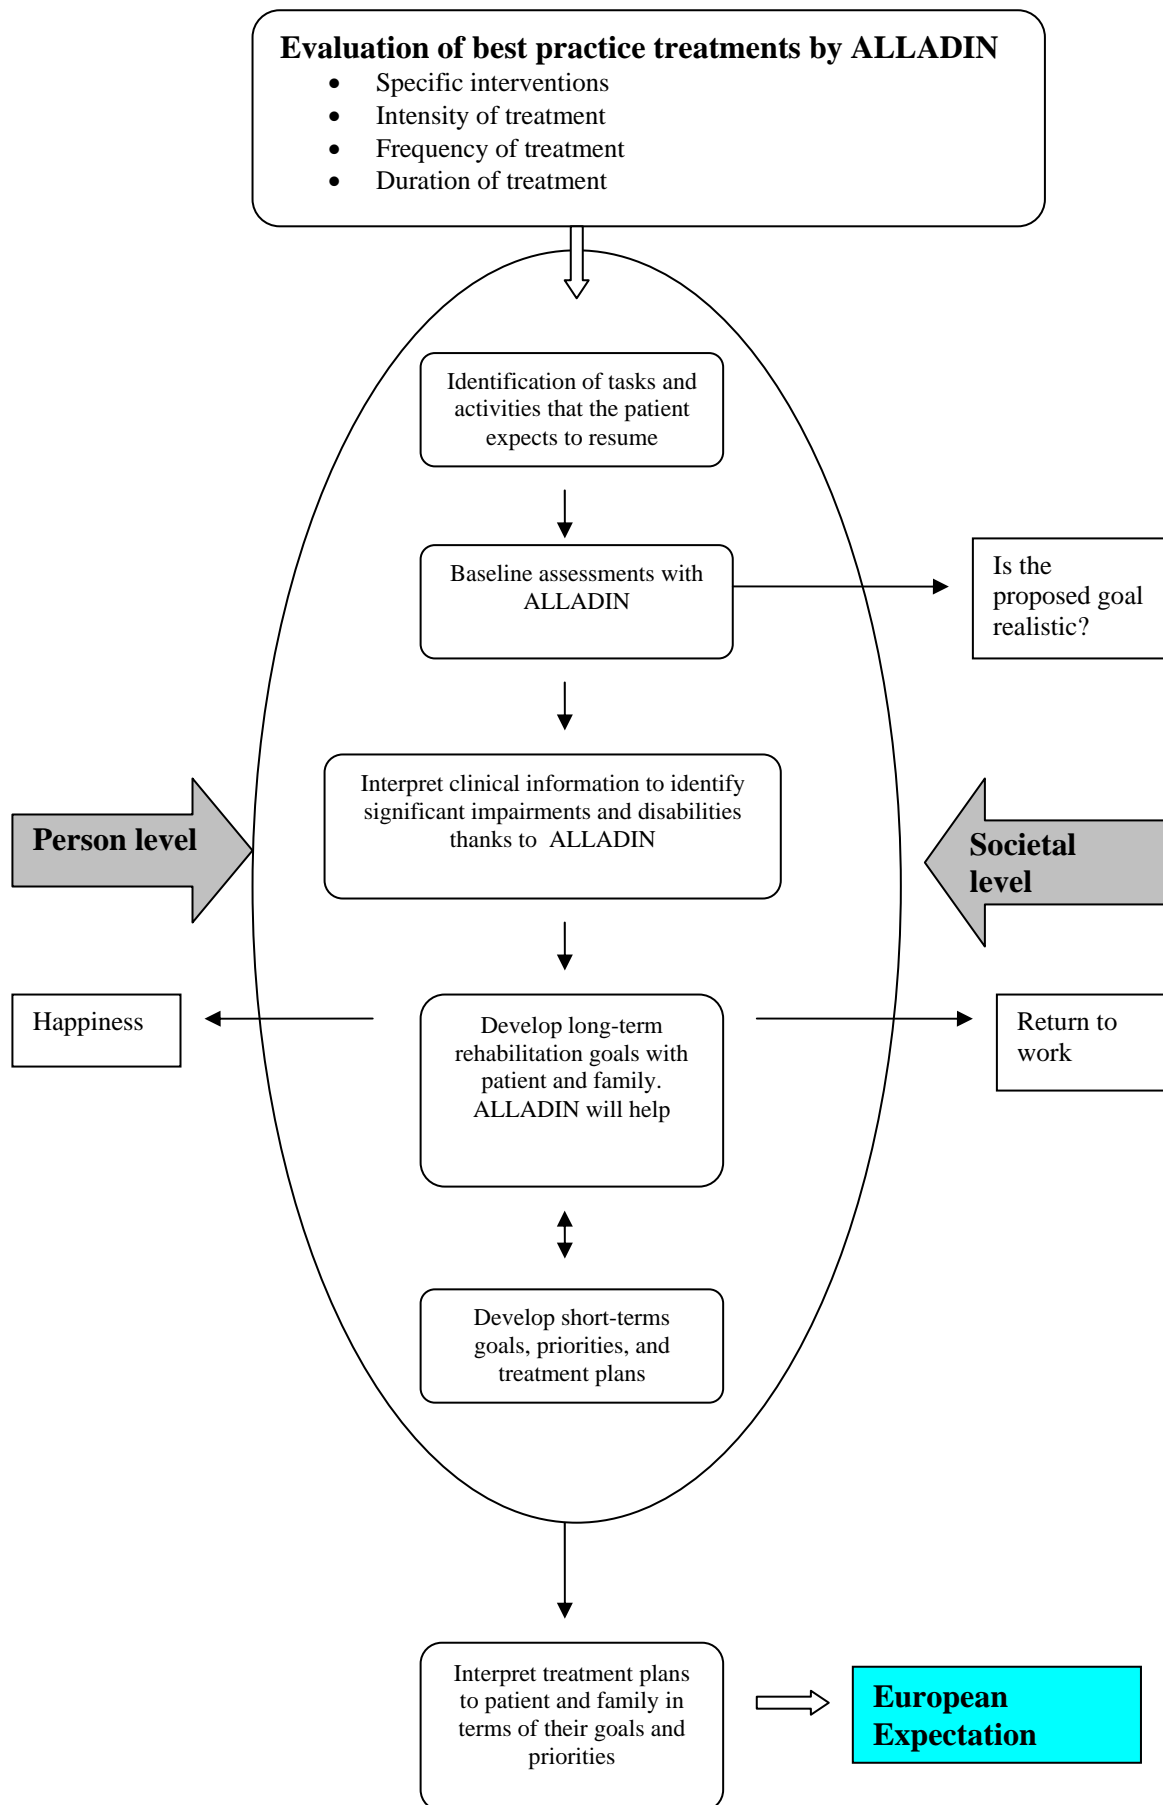 Evaluation of best practice treatments by ALLADIN
• Specific interventions
• Intensity of treatment
• Frequency of treatment
• Duration of treatment
Identification of tasks and
activities that the patient
expects to resume
Baseline assessments with
ALLADIN
Is the
proposed goal
realistic?
Interpret clinical information to identify
significant impairments and disabilities
thanks to ALLADIN
Person level
Societal
level
Happiness
Develop long-term
rehabilitation goals with
patient and family.
ALLADIN will help
Return to
work
Develop short-terms
goals, priorities, and
treatment plans
Interpret treatment plans
to patient and family in
terms of their goals and
priorities
European
Expectation